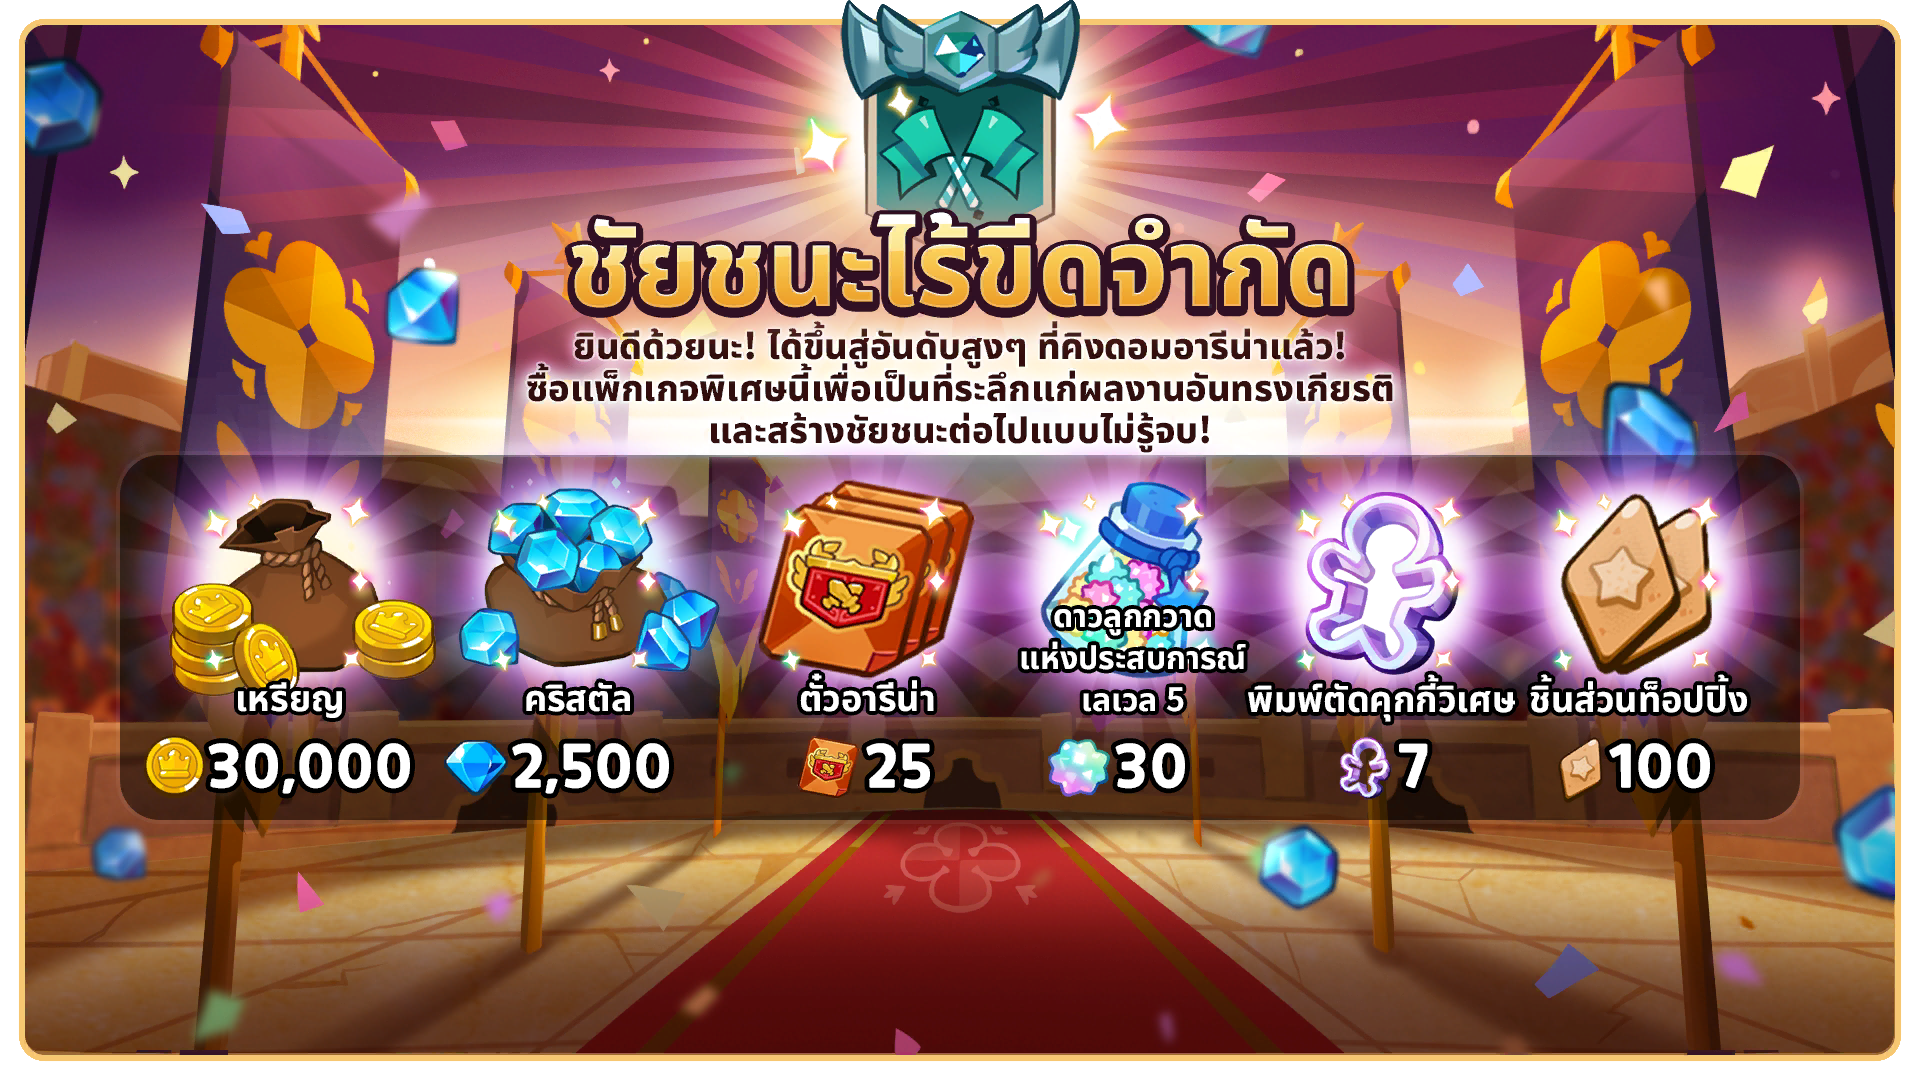 ชัยชนะไร้ขีดจำกัด
ยินดีด้วยนะ! ได้ขึ้นสู่อันดับสูงๆ ที่คิงดอมอารีน่าแล้ว!
ซื้อแพ็กเกจพิเศษนี้เพื่อเป็นที่ระลึกแก่ผลงานอันทรงเกียรติ
และสร้างชัยชนะต่อไปแบบไม่รู้จบ!
เหรียญ
30,000
คริสตัล
2,500
ตั๋วอารีน่า
25
ดาวลูกกวาด
แห่งประสบการณ์
เลเวล 5
30
พิมพ์ตัดคุกกี้วิเศษ
7
ชิ้นส่วนท็อปปิ้ง
100